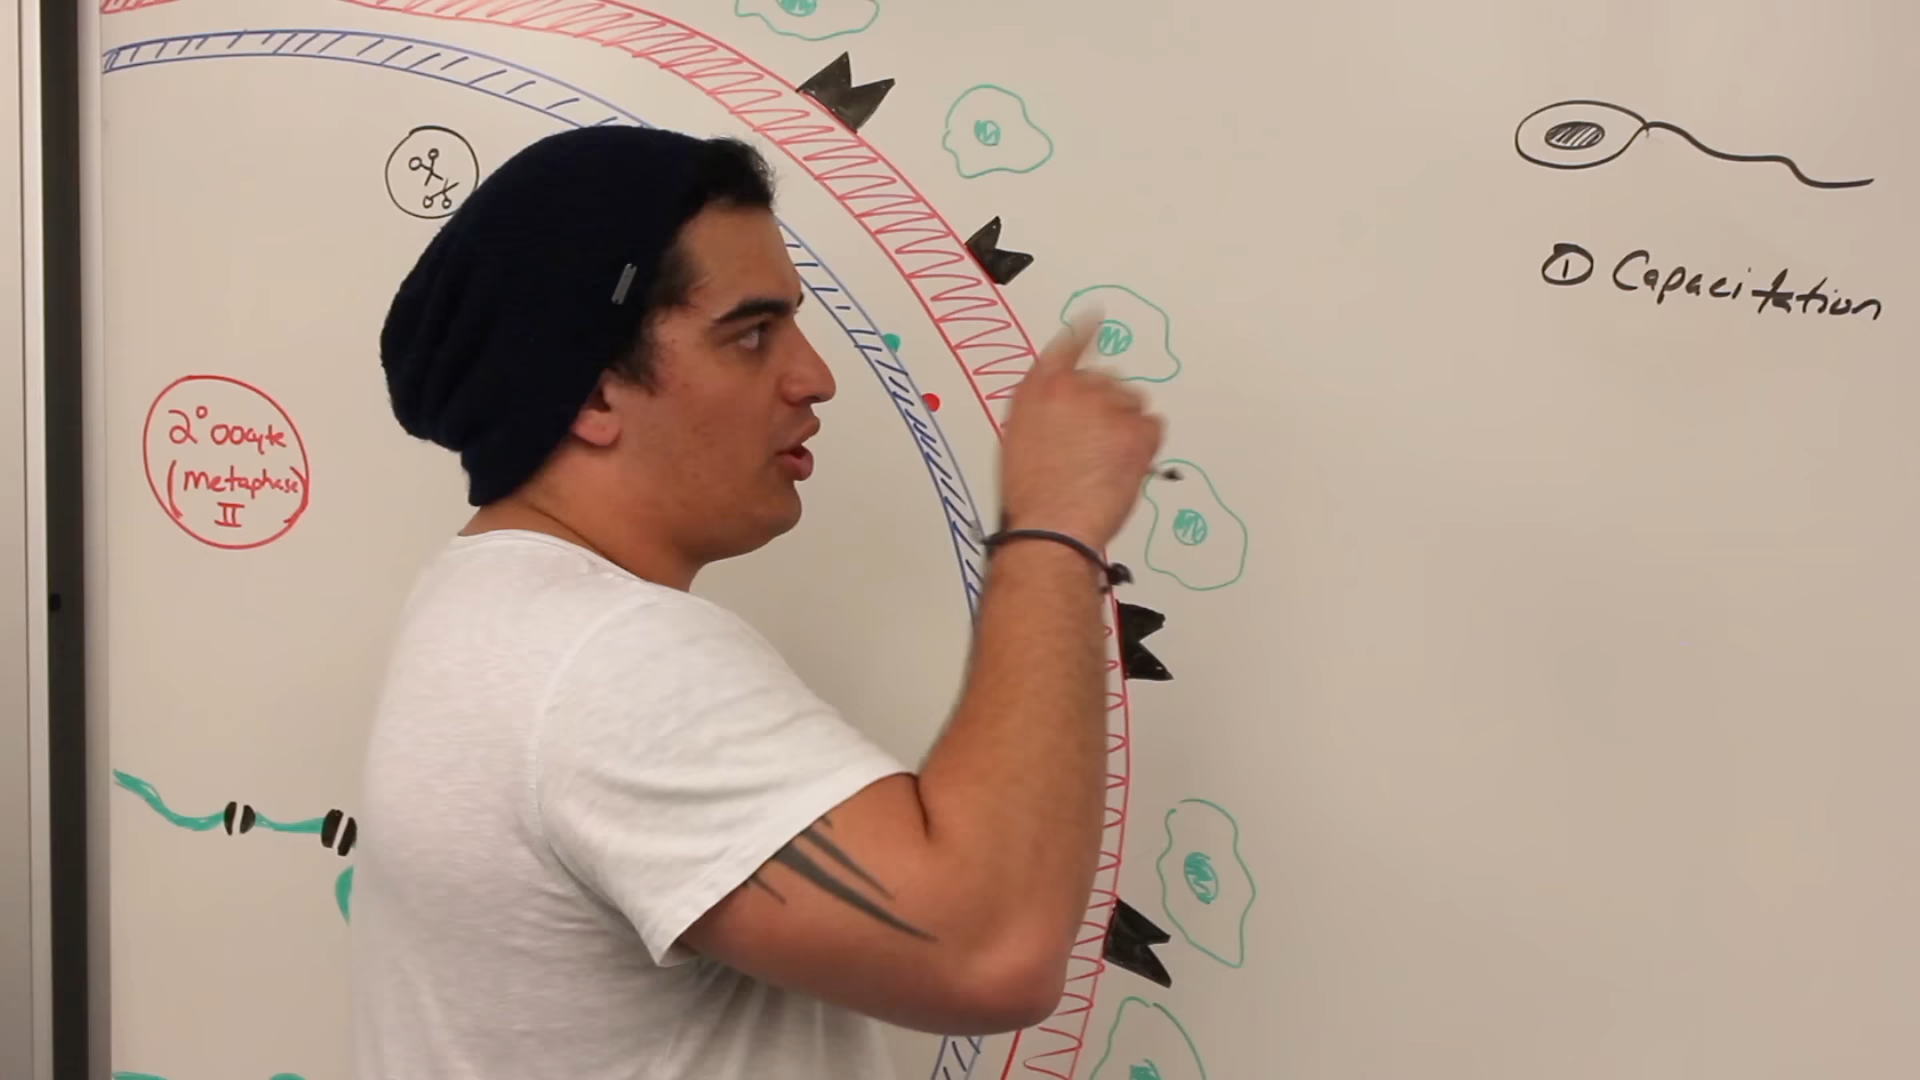 ① Capacitation
2° oocyte
(metaphase)
II